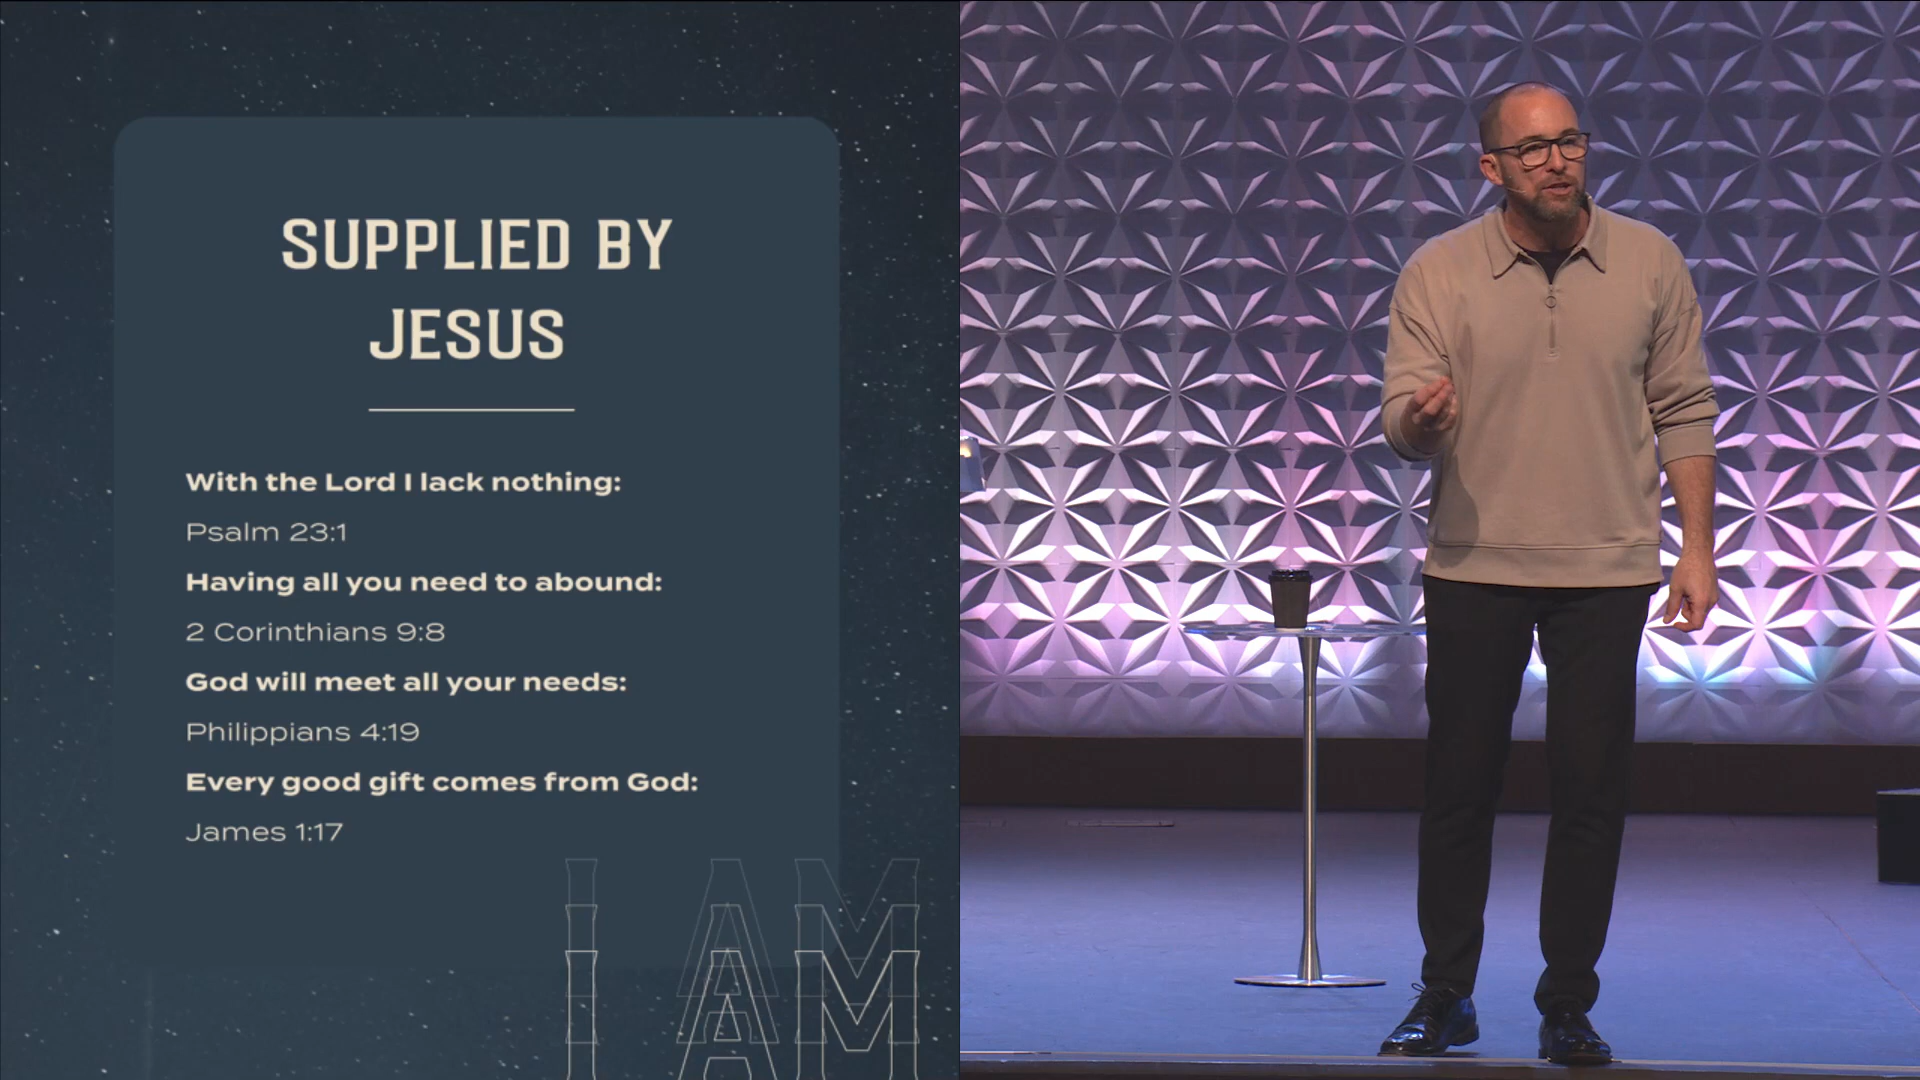 SUPPLIED BY
JESUS
With the Lord I lack nothing:
Psalm 23:1
Having all you need to abound:
2 Corinthians 9:8
God will meet all your needs:
Philippians 4:19
Every good gift comes from God:
James 1:17
I AM
I AM
I AM